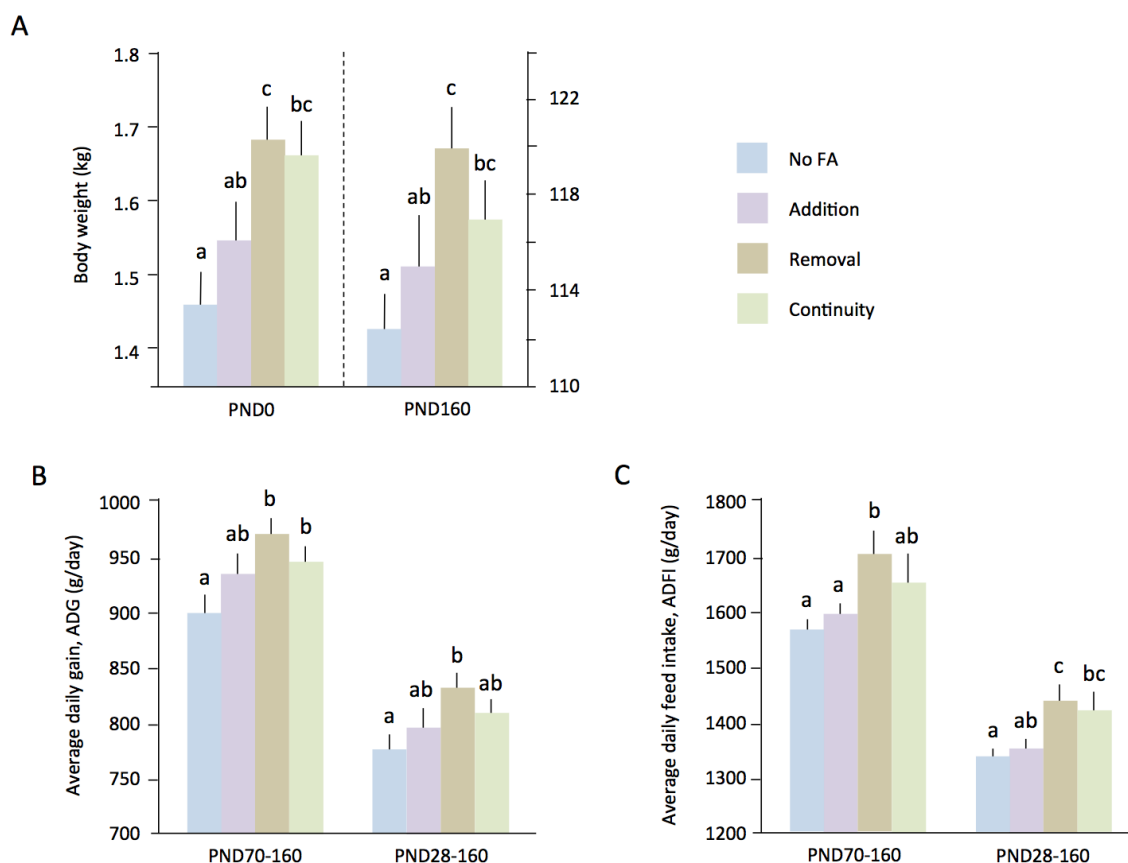 A
Body weight (kg)
1.8
1.7
1.6
1.5
1.4
a
ab
c
bc
a
ab
c
bc
122
118
114
110
PND0
PND160
No FA
Addition
Removal
Continuity
B
Average daily gain, ADG (g/day)
1000
950
900
850
800
750
700
a
ab
b
b
a
ab
b
ab
PND70-160
PND28-160
C
Average daily feed intake, ADFI (g/day)
1800
1700
1600
1500
1400
1300
1200
a
a
b
ab
a
ab
c
bc
PND70-160
PND28-160